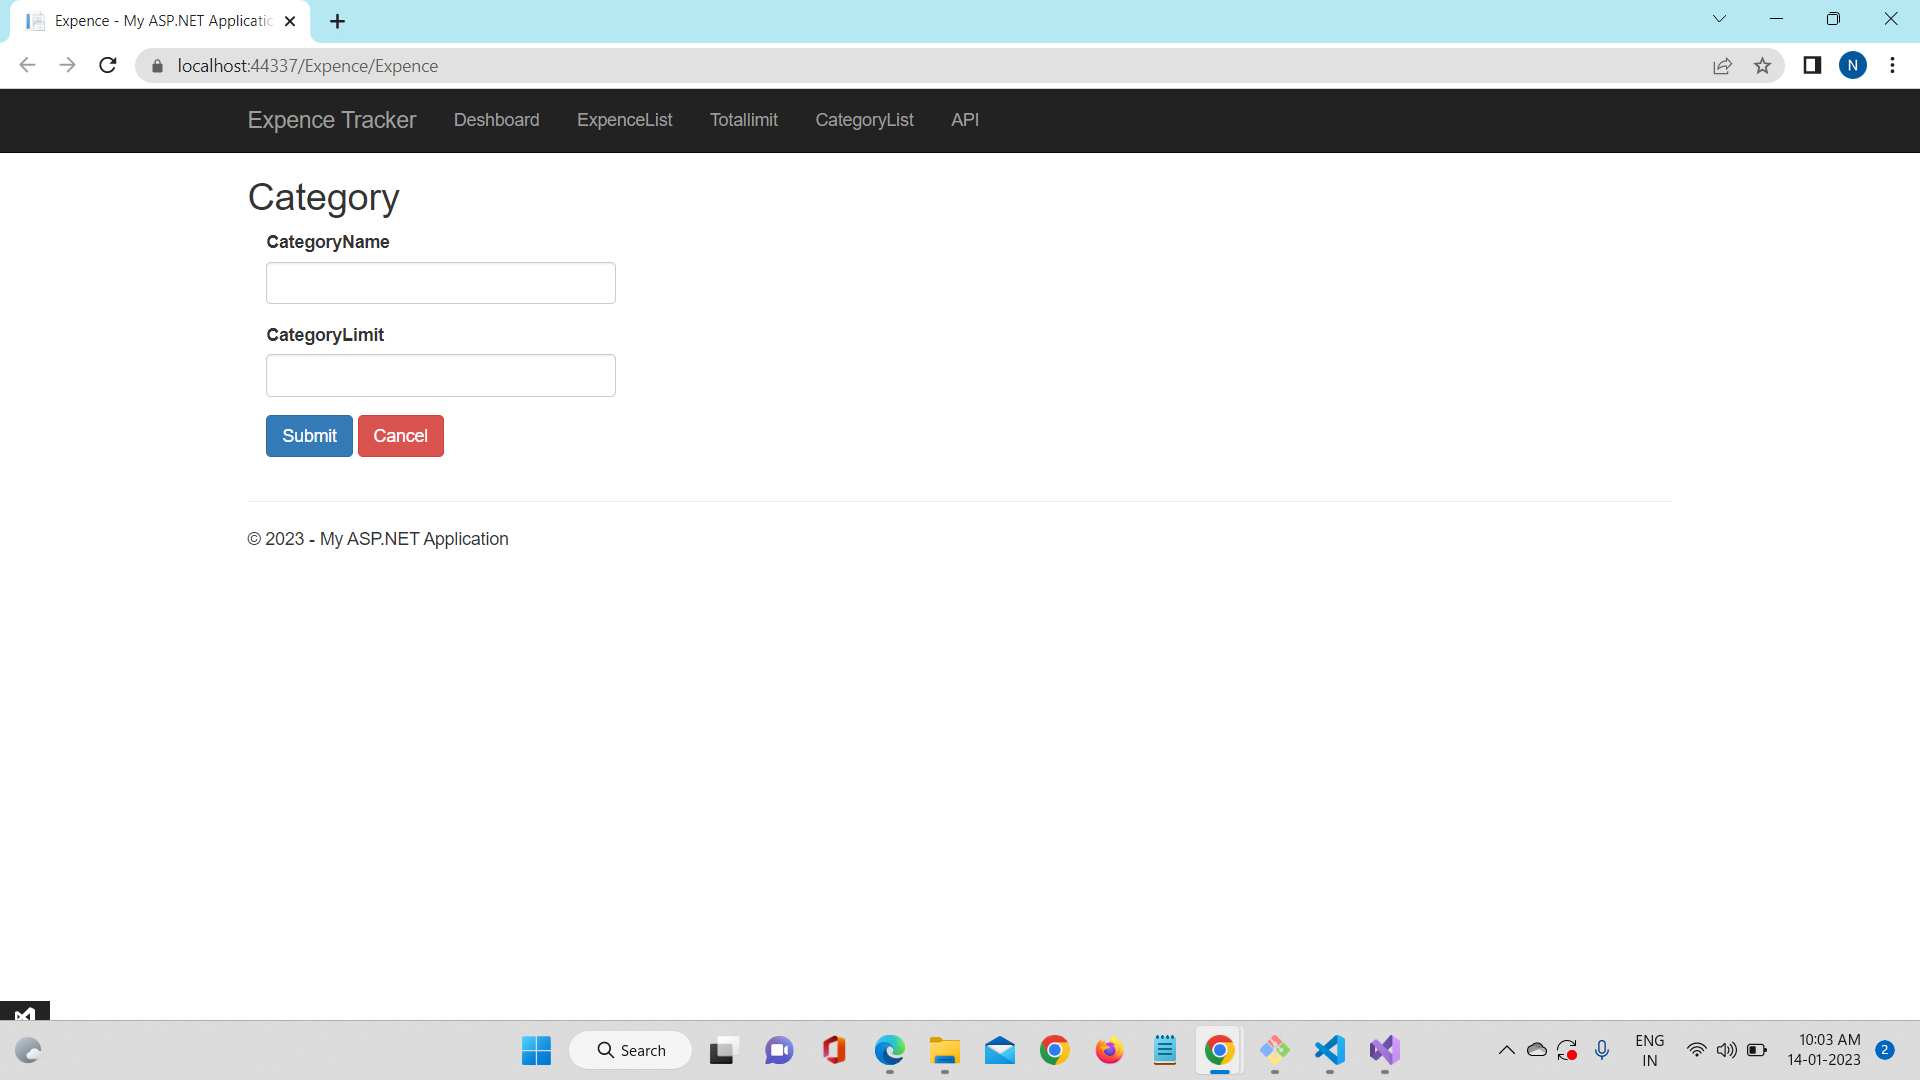 Expence - My ASP.NET Applicatio
localhost:44337/Expence/Expence
N
Expence Tracker Deshboard ExpenceList Totallimit CategoryList API
Category
CategoryName
CategoryLimit
Submit Cancel
© 2023 - My ASP.NET Application
Search
ENG
IN
10:03 AM
14-01-2023
2